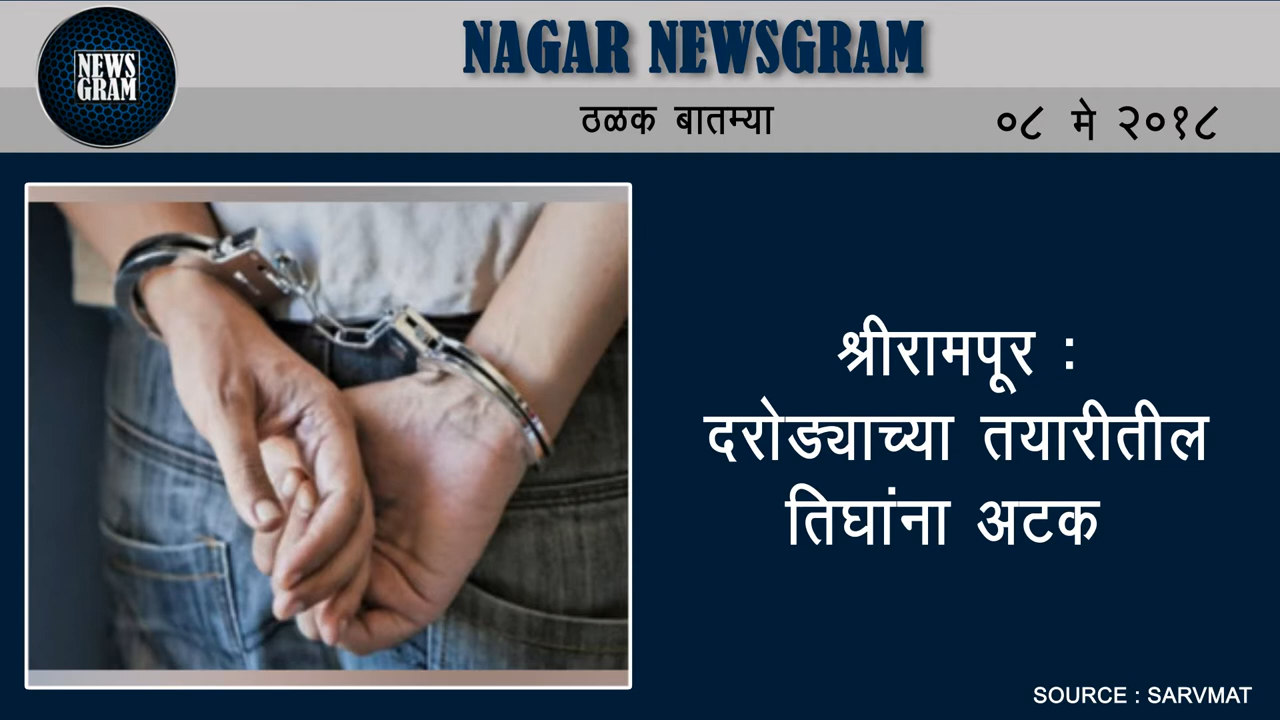 NEWS
GRAM
NAGAR NEWSGRAM
ठळक बातम्या
०८ मे २०१८
श्रीरामपूर :
दरोड्याच्या तयारीतील
तिघांना अटक
SOURCE : SARVMAT